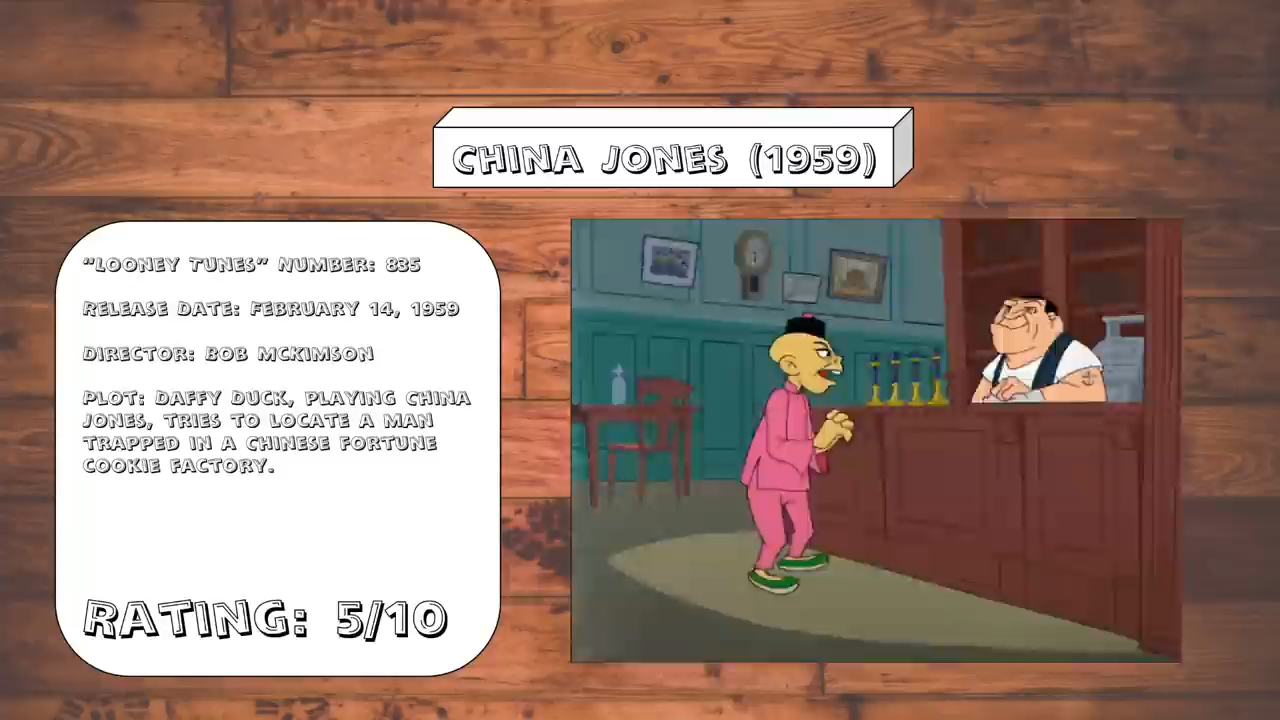 CHINA JONES (1959)
"LOONEY TUNES" NUMBER: 835
RELEASE DATE: FEBRUARY 14, 1959
DIRECTOR: BOB MCKIMSON
PLOT: DAFFY DUCK, PLAYING CHINA
JONES, TRIES TO LOCATE A MAN
TRAPPED IN A CHINESE FORTUNE
COOKIE FACTORY.
RATING: 5/10